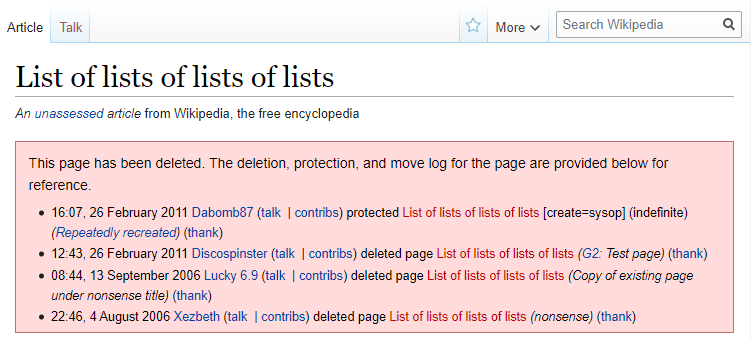 Article Talk More Search Wikipedia
List of lists of lists of lists
An unassessed article from Wikipedia, the free encyclopedia
This page has been deleted. The deletion, protection, and move log for the page are provided below for
reference.
• 16:07, 26 February 2011 Dabomb87 (talk | contribs) protected List of lists of lists of lists [create=sysop] (indefinite)
(Repeatedly recreated) (thank)
• 12:43, 26 February 2011 Discospinster (talk | contribs) deleted page List of lists of lists of lists (G2: Test page) (thank)
• 08:44, 13 September 2006 Lucky 6.9 (talk | contribs) deleted page List of lists of lists of lists (Copy of existing page
under nonsense title) (thank)
• 22:46, 4 August 2006 Xezbeth (talk | contribs) deleted page List of lists of lists of lists (nonsense) (thank)